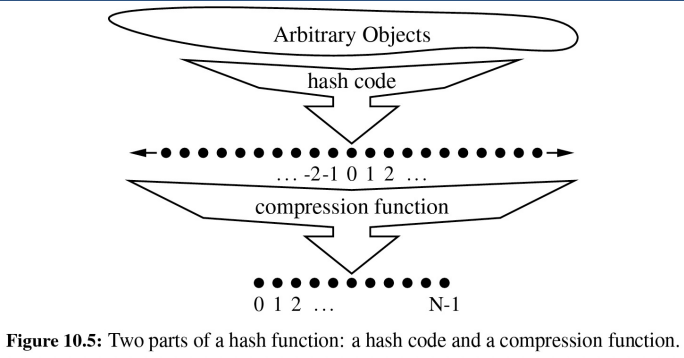 Arbitrary Objects
hash code
... -2 -1 0 1 2 ...
compression function
0 1 2 ... N-1
Figure 10.5: Two parts of a hash function: a hash code and a compression function.